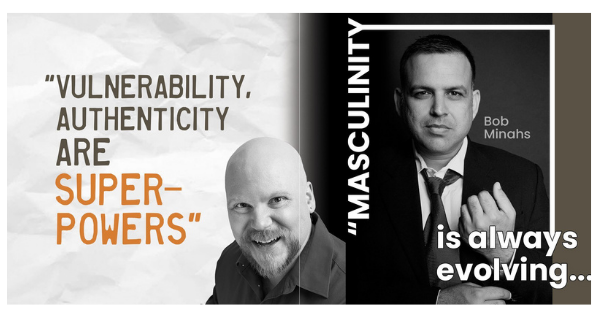 "VULNERABILITY,
AUTHENTICITY
ARE
SUPER-
POWERS"
"MASCULINITY
Bob
Minahs
is always
evolving...